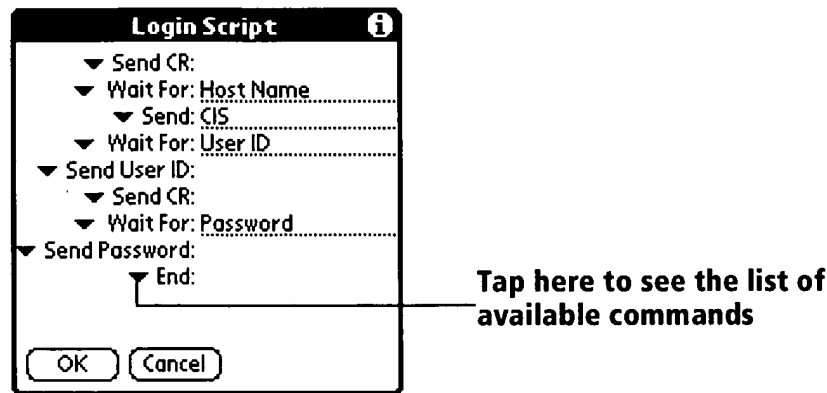 Login Script
Send CR:
Wait For: Host Name
Send: CIS
Wait For: User ID
Send User ID:
Send CR:
Wait For: Password
Send Password:
End:
Tap here to see the list of
available commands
OK Cancel